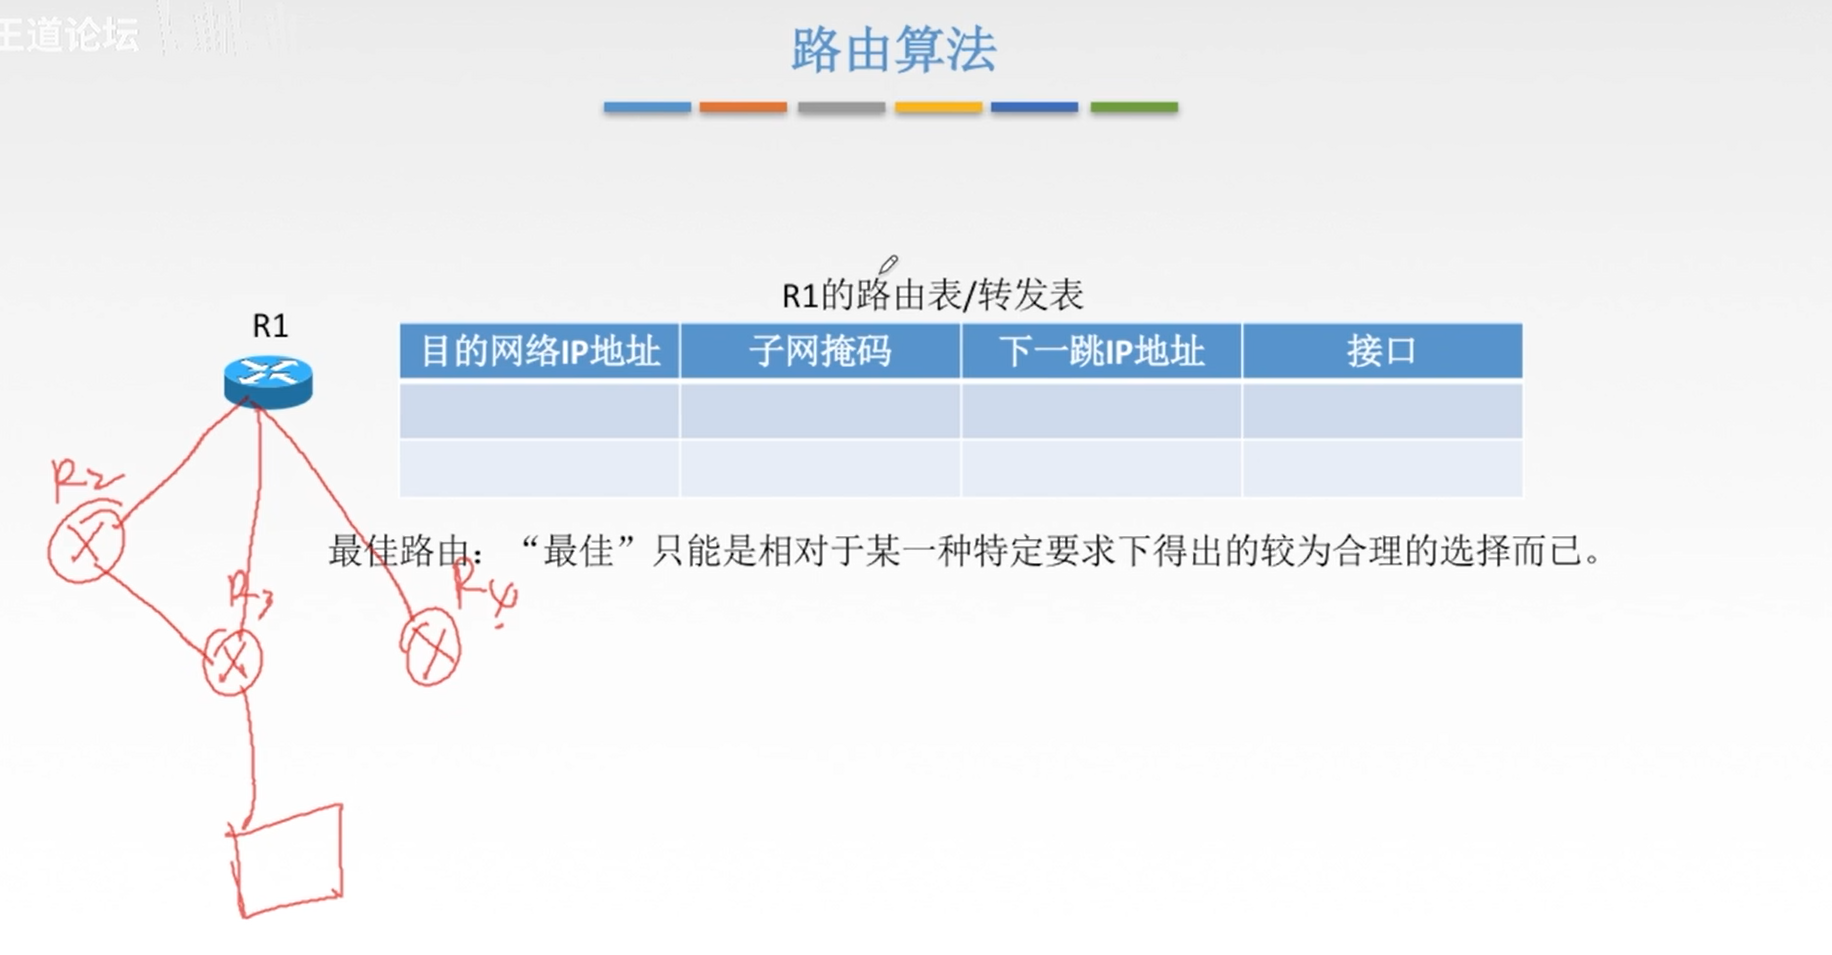 王道论坛
路由算法
R1的路由表/转发表
R1
目的网络IP地址 子网掩码 下一跳IP地址 接口
R2
最佳路由：“最佳”只能是相对于某一种特定要求下得出的较为合理的选择而已。
R3
R4